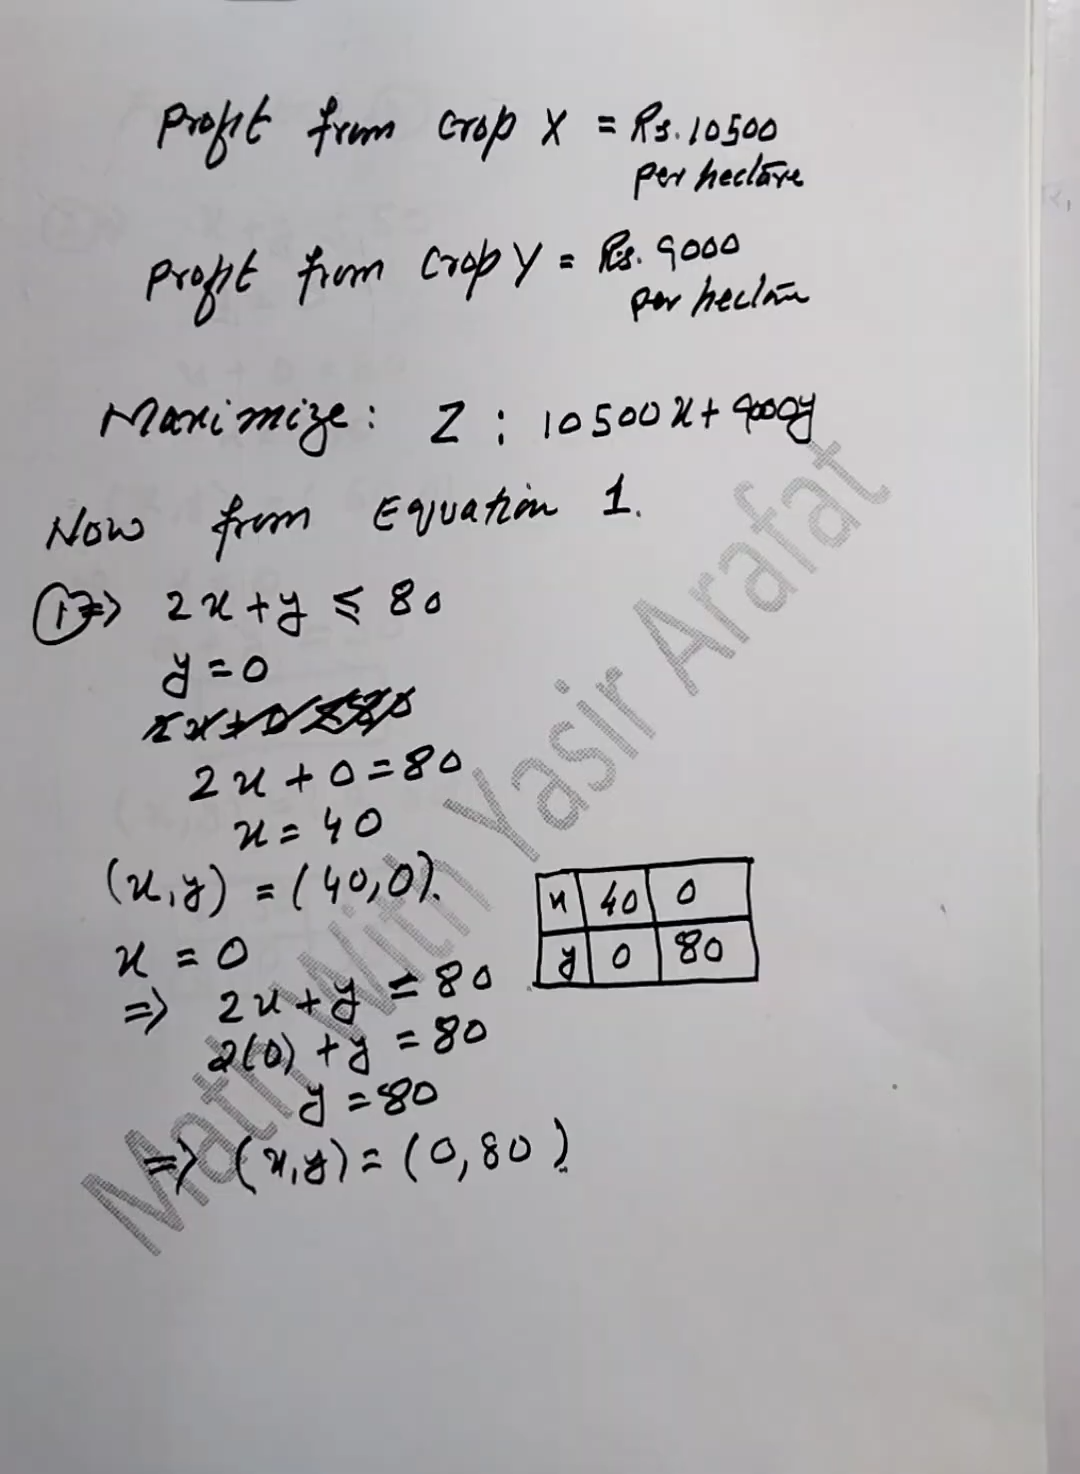 Profit from crop X = Rs. 10500
per hectare
Profit from crop Y = Rs. 9000
per hectare
Maximize: Z : 10500x + 9000y
Now from Equation 1.
① => 2x + y ≤ 80
y = 0
2x + 0 = 80
x = 40
(x, y) = (40, 0).
x 40 0
y 0 80
x = 0
=> 2x + y = 80
2(0) + y = 80
y = 80
=> (x, y) = (0, 80)
Math With Yasir Arafat